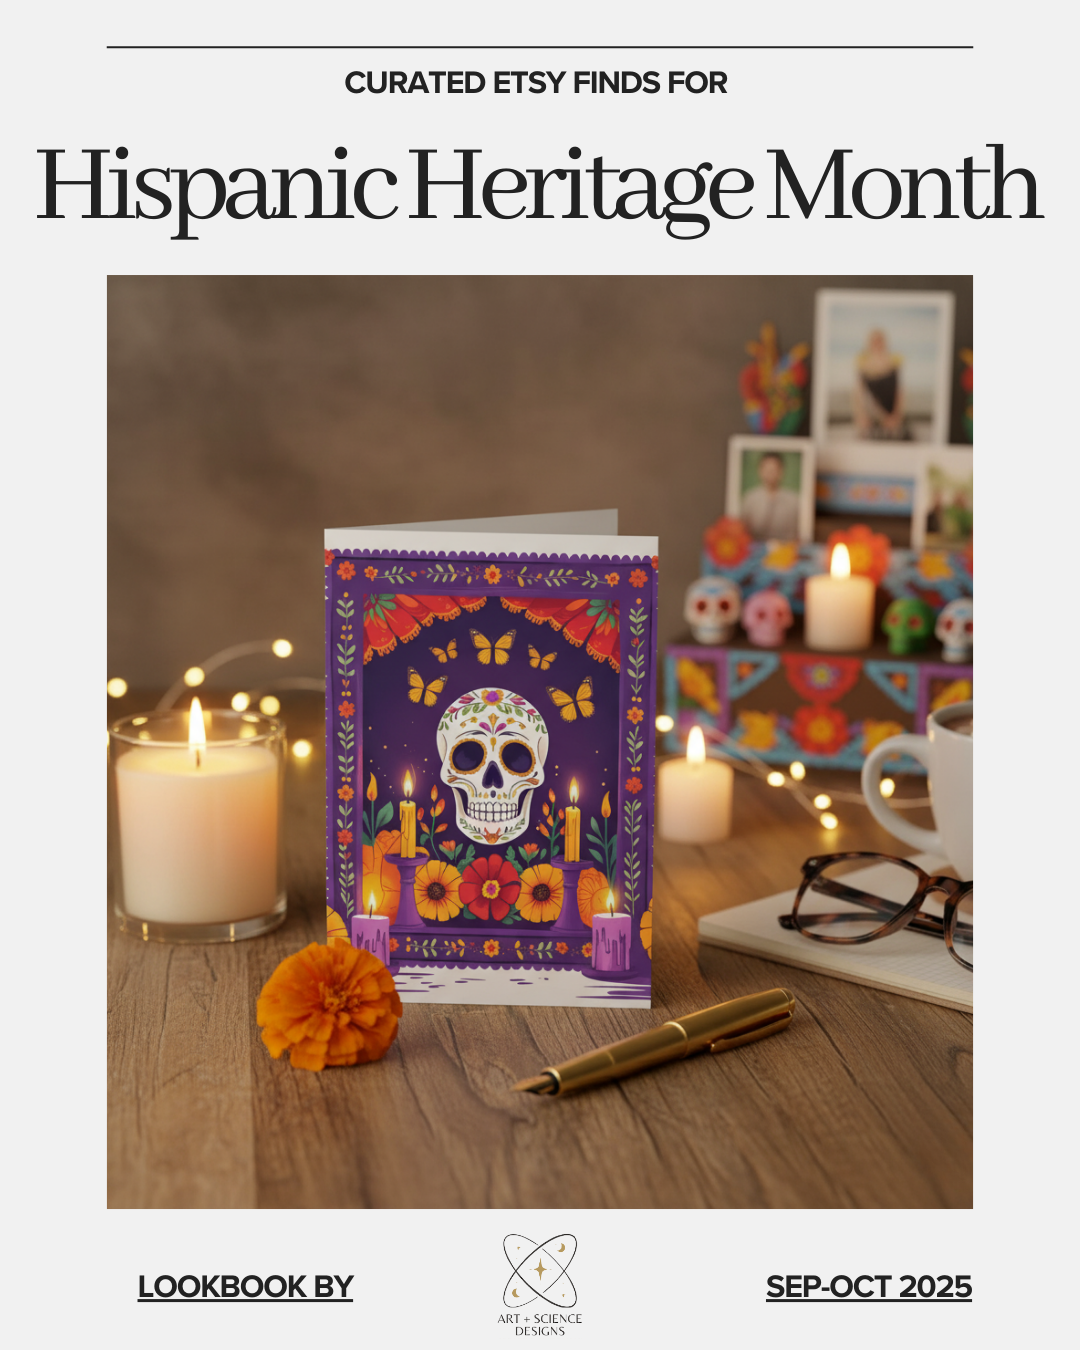 CURATED ETSY FINDS FOR
Hispanic Heritage Month
LOOKBOOK BY
ART + SCIENCE
DESIGNS
SEP-OCT 2025